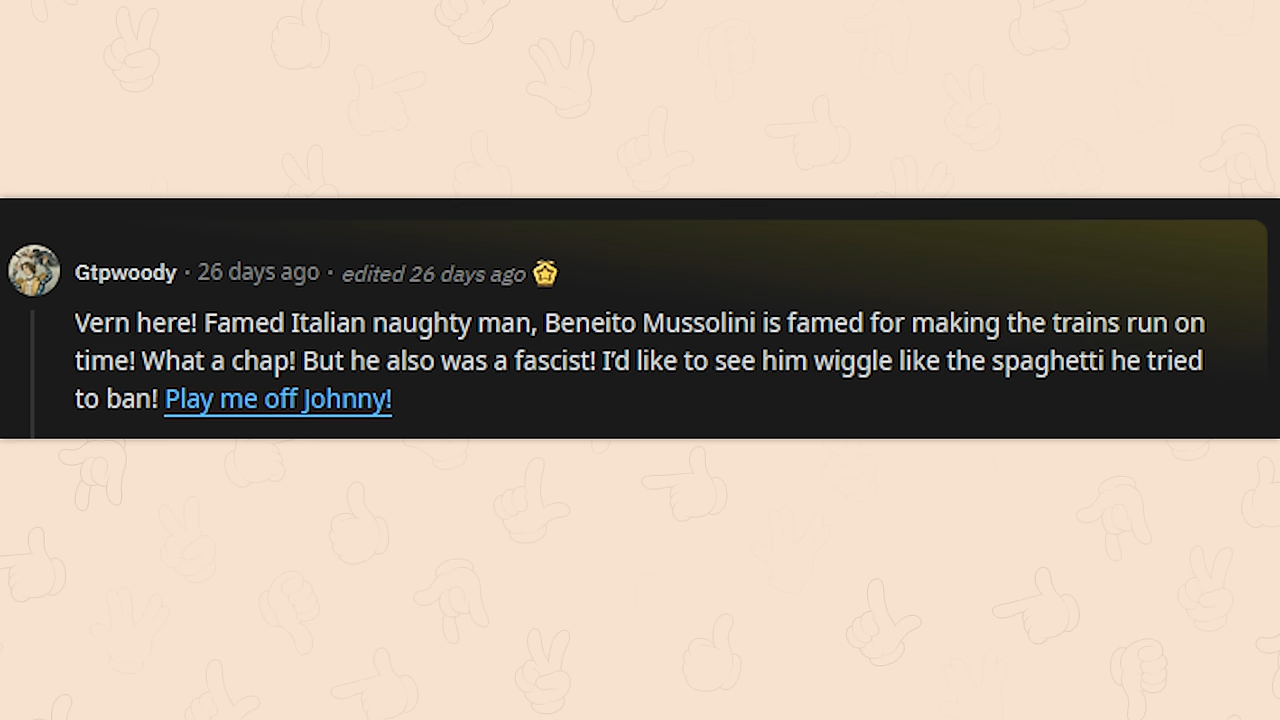 Gtpwoody · 26 days ago · edited 26 days ago
Vern here! Famed Italian naughty man, Beneito Mussolini is famed for making the trains run on
time! What a chap! But he also was a fascist! I'd like to see him wiggle like the spaghetti he tried
to ban! Play me off Johnny!